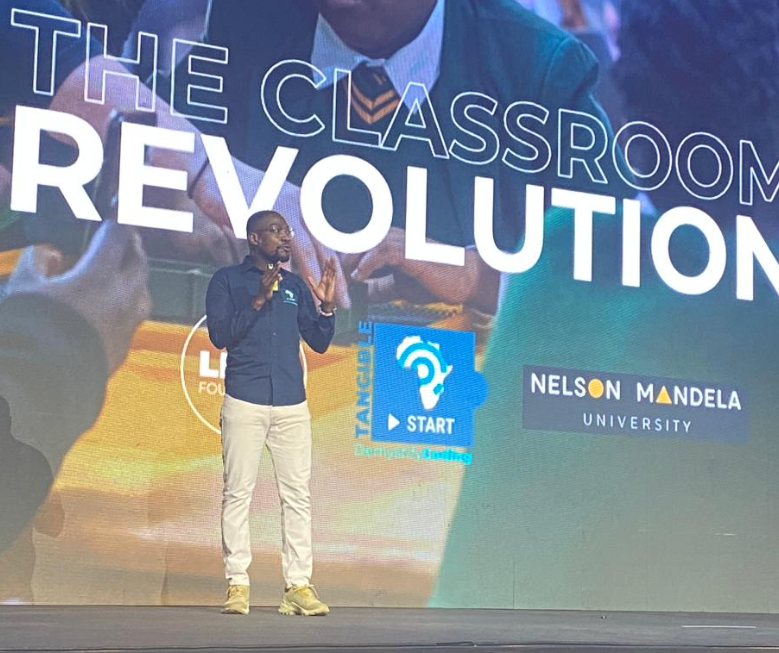 THE CLASSROOM
REVOLUTION
TANGIBLE
START
NELSON MANDELA
UNIVERSITY